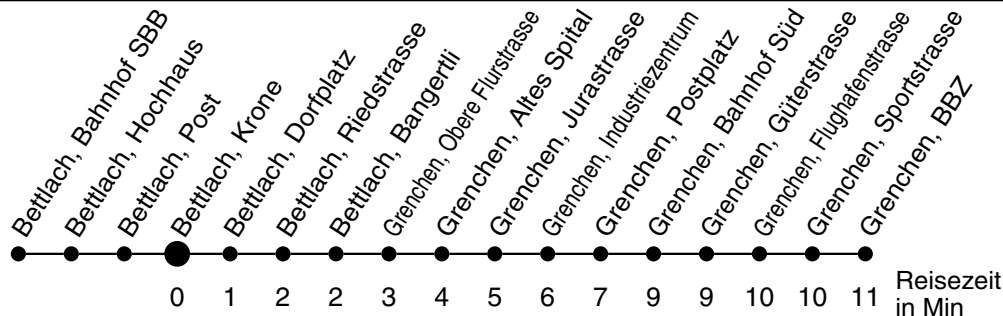 Bettlach, Bahnhof SBB
Bettlach, Hochhaus
Bettlach, Post
Bettlach, Krone
Bettlach, Dorfplatz
Bettlach, Riedstrasse
Bettlach, Bangertli
Grenchen, Obere Flurstrasse
Grenchen, Altes Spital
Grenchen, Jurastrasse
Grenchen, Industriezentrum
Grenchen, Postplatz
Grenchen, Bahnhof Süd
Grenchen, Güterstrasse
Grenchen, Flughafenstrasse
Grenchen, Sportstrasse
Grenchen, BBZ
0 1 2 2 3 4 5 6 7 9 9 10 10 11 Reisezeit
in Min